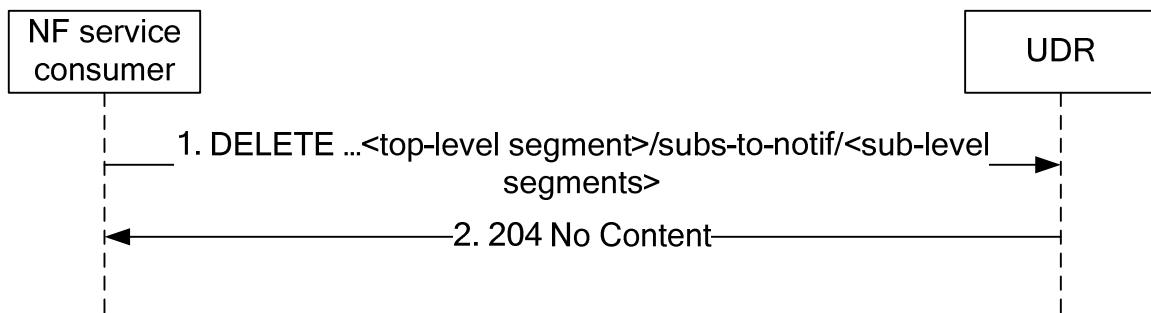 NF service
consumer
UDR
1. DELETE ...<top-level segment>/subs-to-notif/<sub-level
segments>
2. 204 No Content